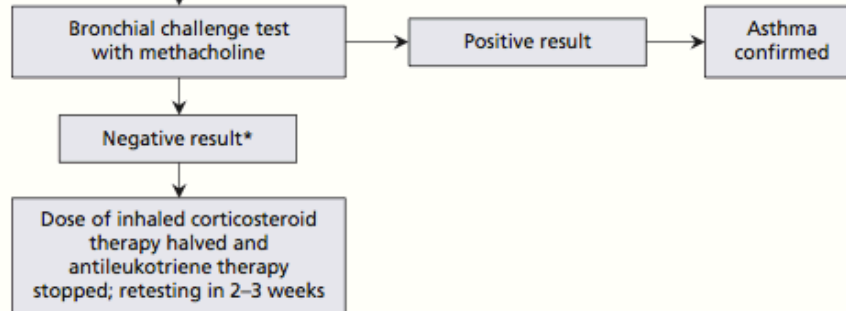 Bronchial challenge test
with methacholine
Positive result
Asthma
confirmed
Negative result*
Dose of inhaled corticosteroid
therapy halved and
antileukotriene therapy
stopped; retesting in 2–3 weeks